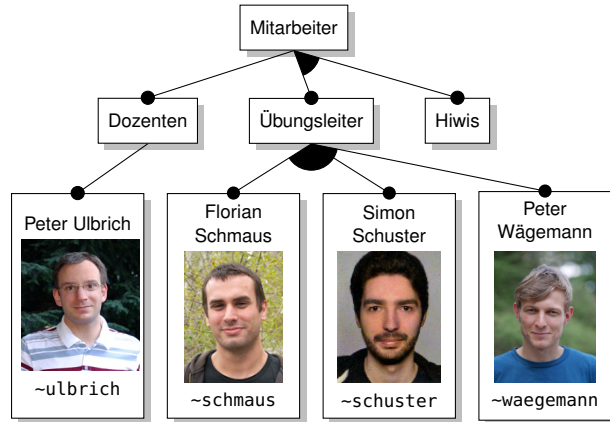 Mitarbeiter
Dozenten
Übungsleiter
Hiwis
Peter Ulbrich
~ulbrich
Florian
Schmaus
~schmaus
Simon
Schuster
~schuster
Peter
Wägemann
~waegemann